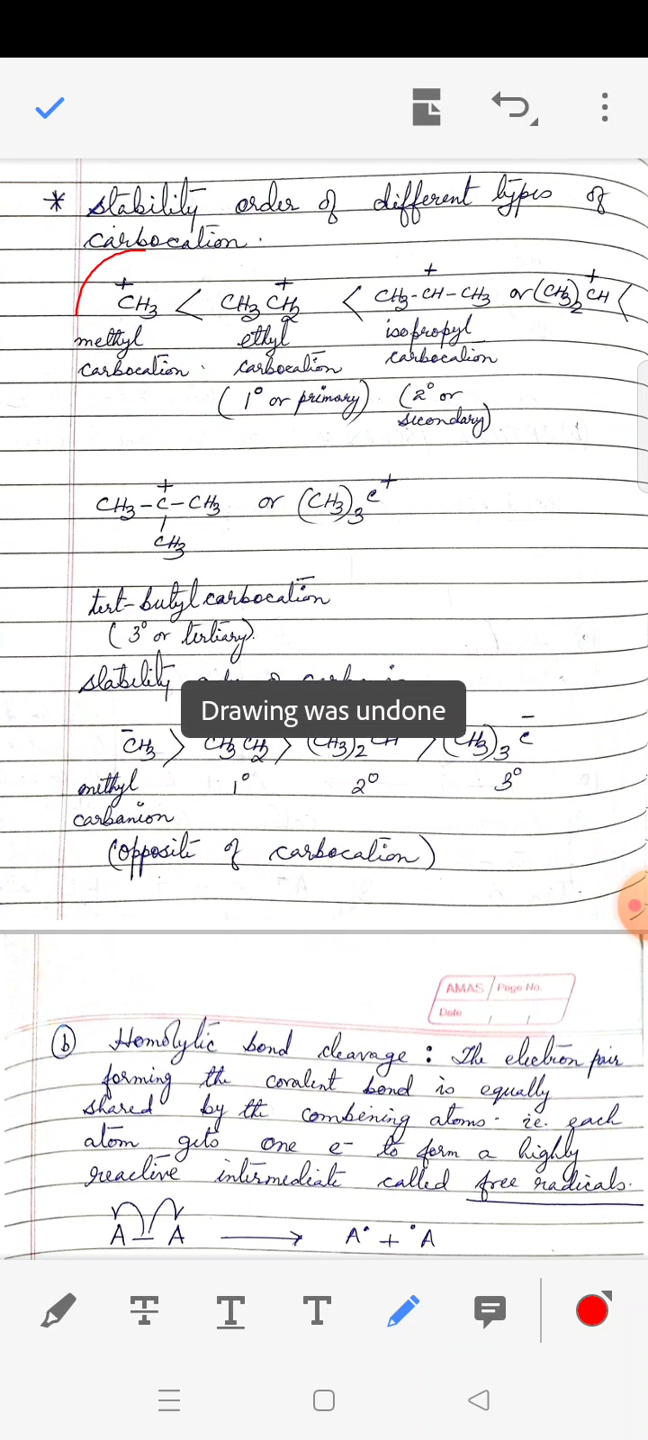 * Stability order of different types of
carbocation.
+CH3 < CH3 +CH2 < CH3-+CH-CH3 or (CH3)2 +CH <
methyl ethyl isopropyl
carbocation. carbocation carbocation
(1° or primary). (2° or
secondary).
CH3-+C-CH3 or (CH3)3 C+
CH3
tert-butyl carbocation
(3° or tertiary).
stability
Drawing was undone
-CH3 > CH3 CH2 > (CH3)2 CH > (CH3)3 C-
methyl 1° 2° 3°
carbanion
(opposite of carbocation)
AMAS Page No.
Date
(b) Homolytic bond cleavage : The electron pair
forming the covalent bond is equally
shared by the combining atoms. ie. each
atom gets one e- to form a highly
reactive intermediate called free radicals.
A-A → A• + •A
T T T